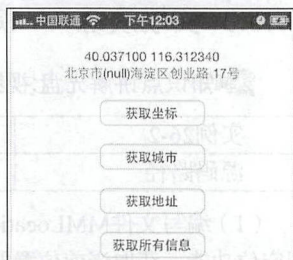 中国联通 下午12:03
40.037100 116.312340
北京市(null)海淀区创业路 17号
获取坐标
获取城市
获取地址
获取所有信息